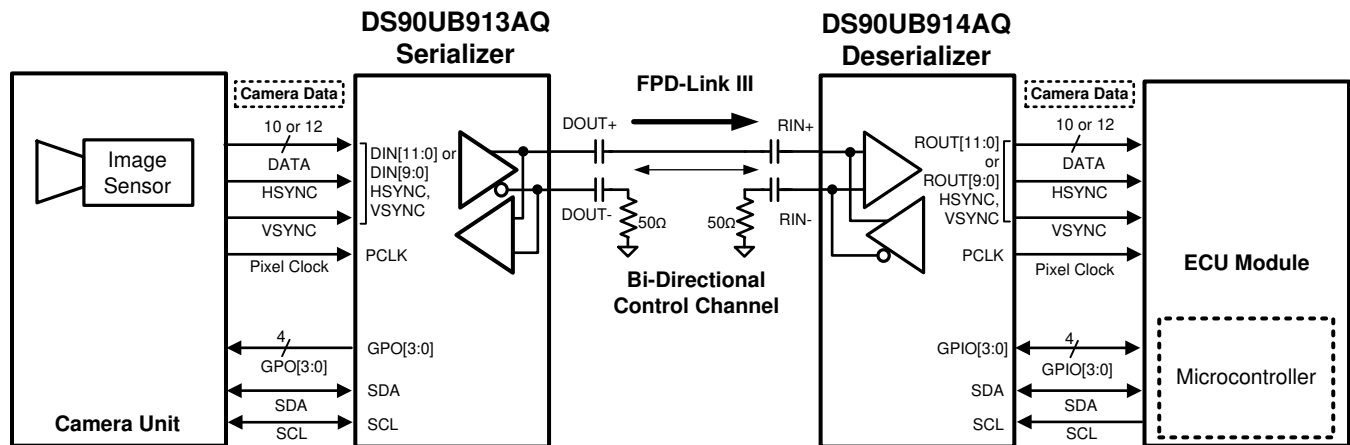 DS90UB913AQ
Serializer
DS90UB914AQ
Deserializer
Camera Data
FPD-Link III
Camera Data
Image
Sensor
10 or 12
DATA
HSYNC
VSYNC
Pixel Clock
4
GPO[3:0]
SDA
SCL
Camera Unit
DIN[11:0] or
DIN[9:0]
HSYNC,
VSYNC
PCLK
GPO[3:0]
SDA
SCL
DOUT+
DOUT-
50Ω
50Ω
RIN+
RIN-
Bi-Directional
Control Channel
ROUT[11:0]
or
ROUT[9:0]
HSYNC,
VSYNC
PCLK
GPIO[3:0]
SDA
SCL
10 or 12
DATA
HSYNC
VSYNC
Pixel Clock
4
GPIO[3:0]
SDA
SCL
ECU Module
Microcontroller